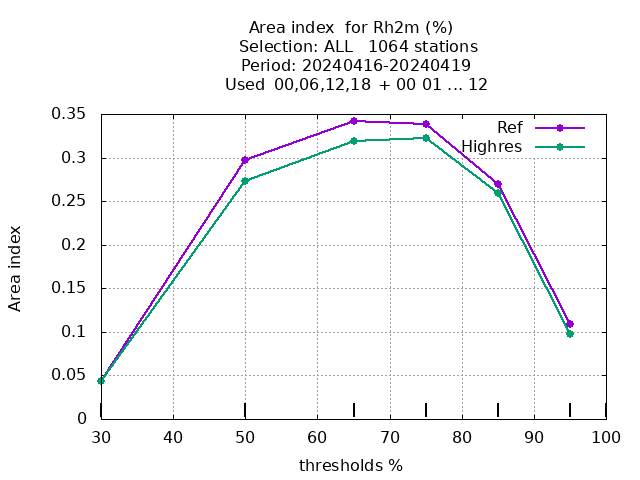 Area index  for Rh2m (%)
Selection: ALL   1064 stations
Period: 20240416-20240419
Used  00,06,12,18 + 00 01 ... 12
Ref
Highres
0.35
0.3
0.25
0.2
0.15
0.1
0.05
0
Area index
30 40 50 60 70 80 90 100
thresholds %